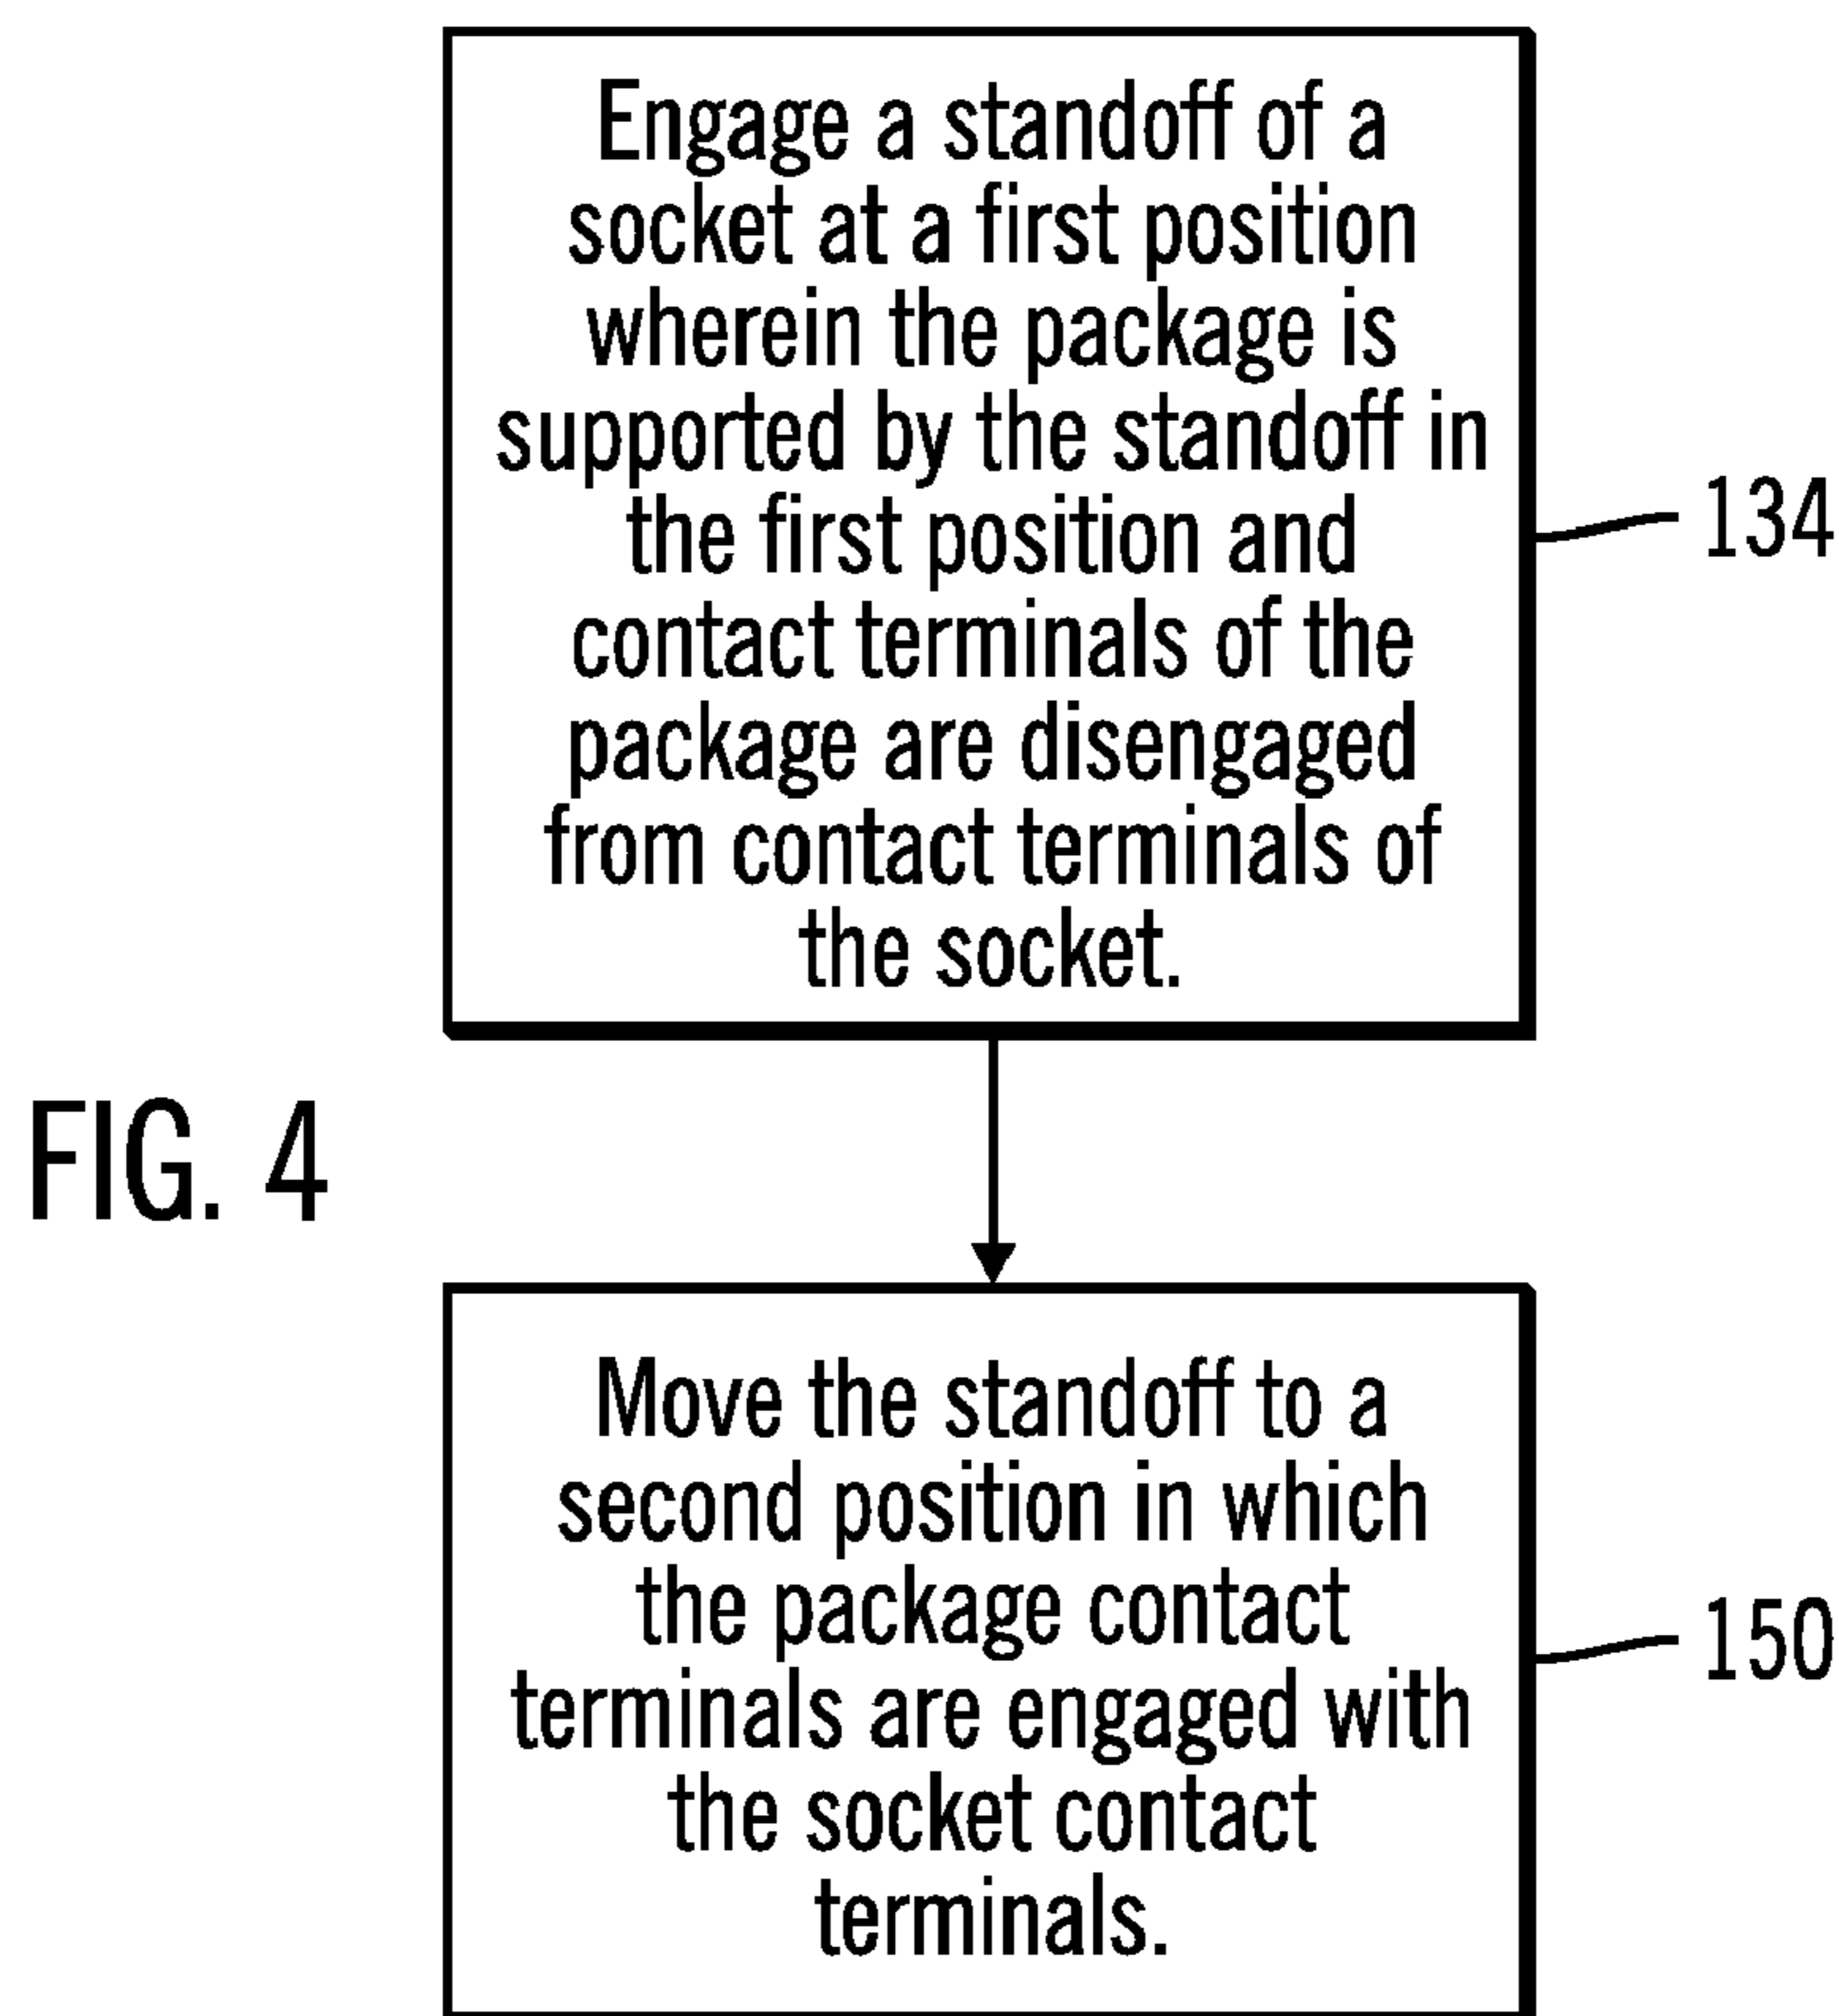 Engage a standoff of a
socket at a first position
wherein the package is
supported by the standoff in
the first position and
contact terminals of the
package are disengaged
from contact terminals of
the socket.
134
FIG. 4
Move the standoff to a
second position in which
the package contact
terminals are engaged with
the socket contact
terminals.
150